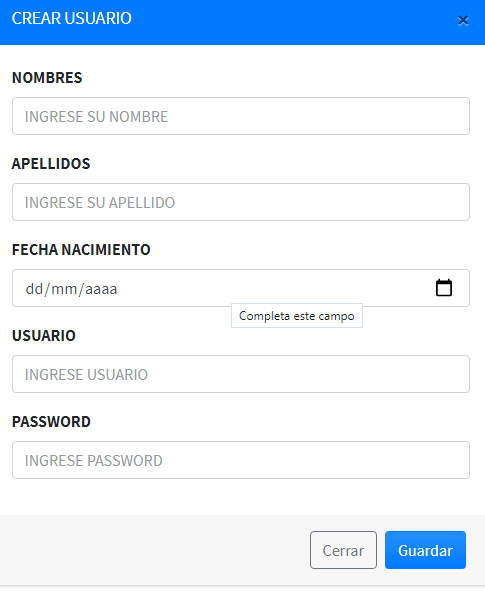 CREAR USUARIO ×
NOMBRES
INGRESE SU NOMBRE
APELLIDOS
INGRESE SU APELLIDO
FECHA NACIMIENTO
dd/mm/aaaa
Completa este campo
USUARIO
INGRESE USUARIO
PASSWORD
INGRESE PASSWORD
Cerrar Guardar